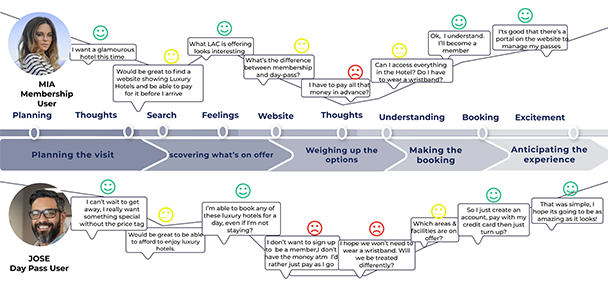 I want a glamourous
hotel this time
Would be great to find a
website showing Luxury
Hotels and be able to pay
for it before I arrive
What LAC is offering
looks interesting
What's the difference
between membership
and day-pass?
I have to pay all that
money in advance?
Can I access everything
in the Hotel? Do I have
to wear a wristband?
Ok, I understand.
I'll become a
member
I'ts good that there's a
portal on the website to
manage my passes
MIA
Membership
User
Planning
Thoughts
Search
Feelings
Website
Thoughts
Understanding
Booking
Excitement
Planning the visit
scovering what's on offer
Weighing up the
options
Making the
booking
Anticipating the
experience
JOSE
Day Pass User
I can't wait to get
away, I really want
something special
without the price tag
Would be great to be able
to afford to enjoy luxury
hotels.
I'm able to book any of
these luxury hotels for a
day, even if I'm not
staying?
I don't want to sign up
to be a member,I don't
have the money atm I'd
rather just pay as I go
I hope we won't need to
wear a wristband. Will
we be treated
differently?
Which areas &
facilities are on
offer?
So I just create an
account, pay with my
credit card then just
turn up?
That was simple, I
hope its going to be as
amazing as it looks!